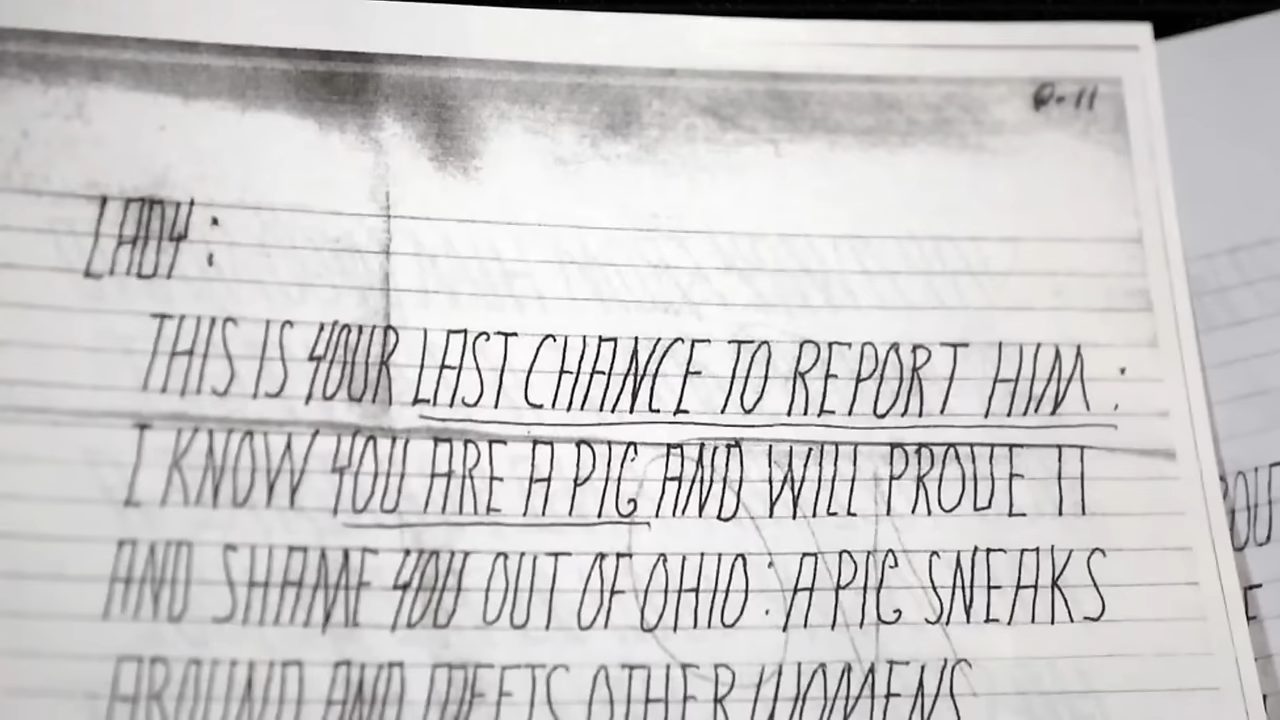 Q-11
LADY:
THIS IS YOUR LAST CHANCE TO REPORT HIM:
I KNOW YOU ARE A PIG AND WILL PROVE IT
AND SHAME YOU OUT OF OHIO: A PIG SNEAKS
AROUND AND MEETS OTHER WOMENS